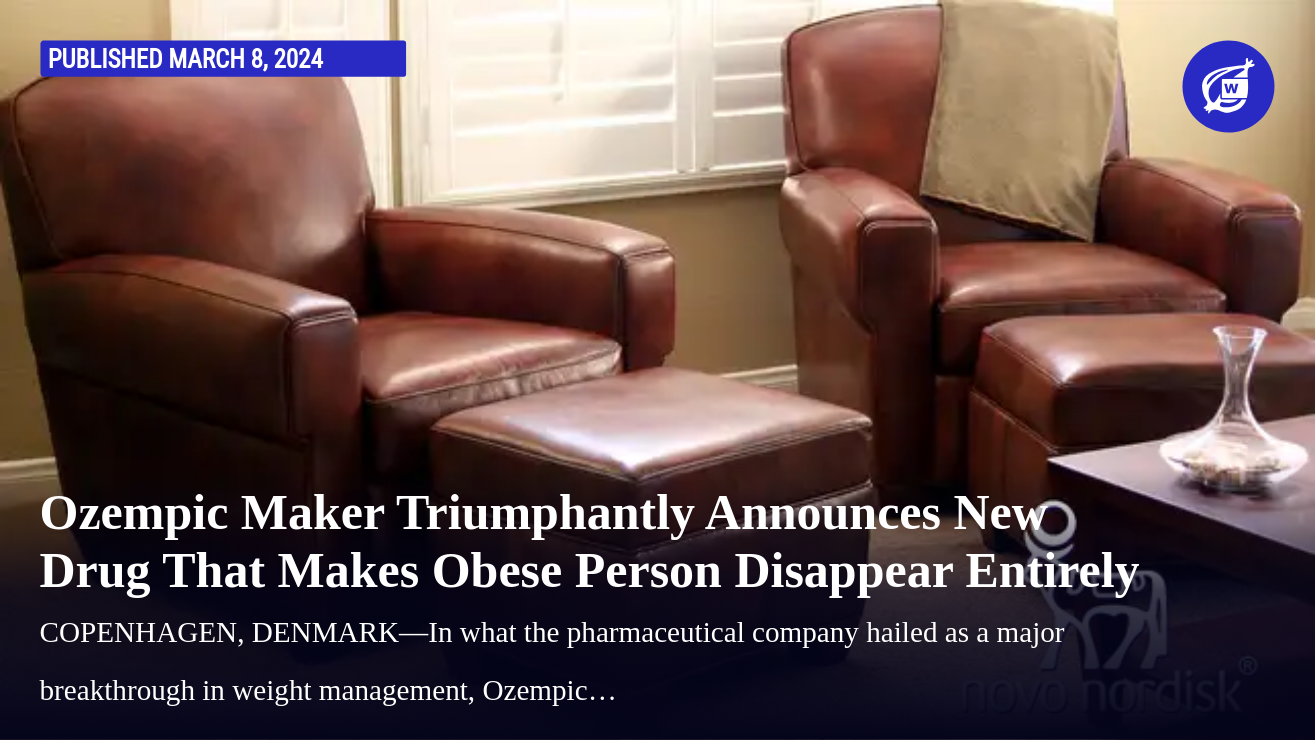 PUBLISHED MARCH 8, 2024
W
Ozempic Maker Triumphantly Announces New
Drug That Makes Obese Person Disappear Entirely
COPENHAGEN, DENMARK—In what the pharmaceutical company hailed as a major
breakthrough in weight management, Ozempic…
novo nordisk®